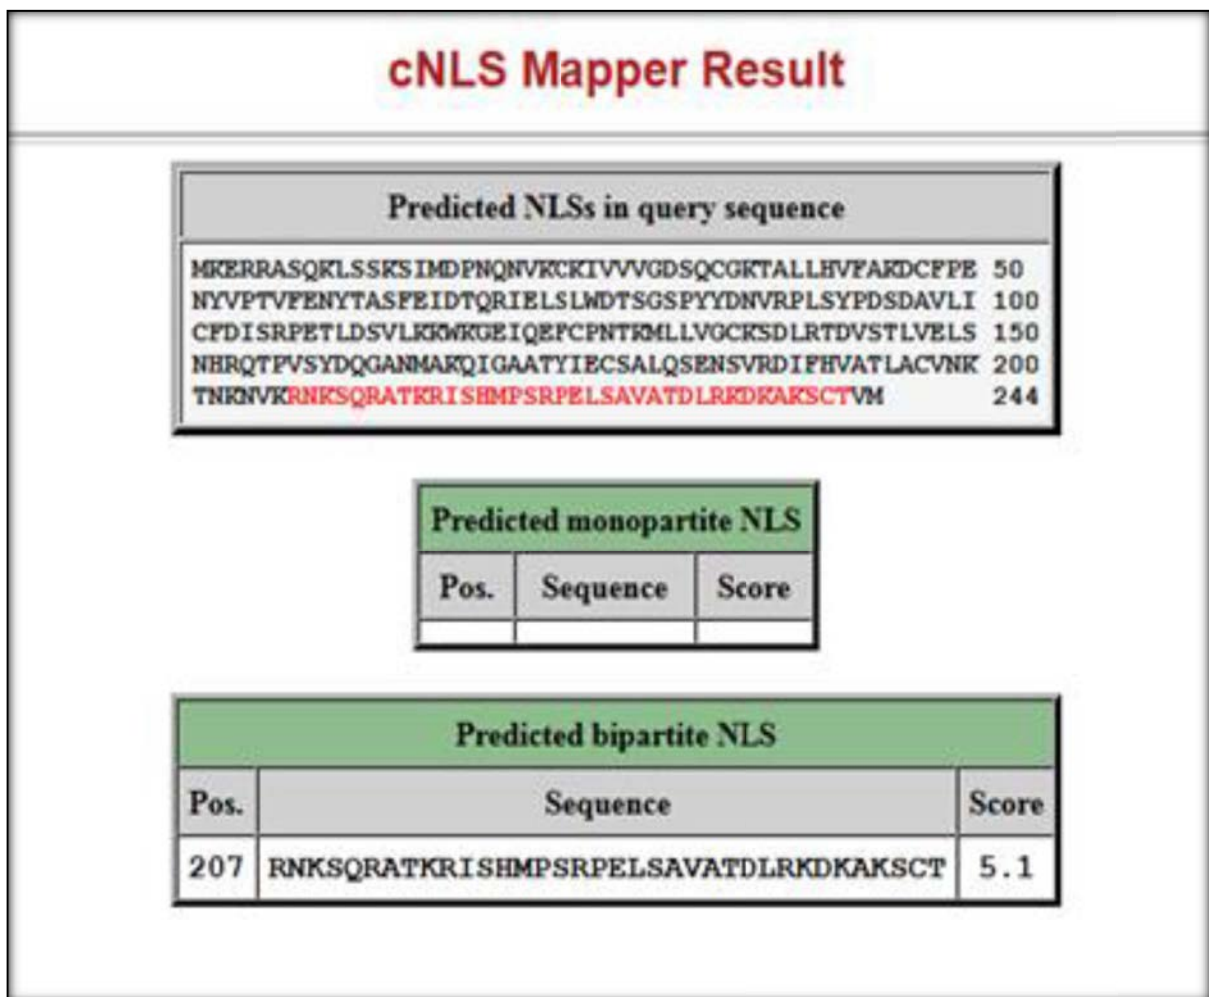 cNLS Mapper Result
Predicted NLSs in query sequence
MKERRASQKLSSKSIMDPNQNVKCKIVVVGDSQCGKTALLHVFAKDCFPE 50
NYVPTVFENYTASFEIDTQRIELSLWDTSGSPYYDNVRPLSYPDSDAVLI 100
CFDISRPETLDSVLKKWKGEIQEFCPNTKMLLVGCKSDLRTDVSTLVELS 150
NHRQTPVSYDQGANMAKQIGAATYIECSALQSENSVRDIFHVATLACVNK 200
TNKNVKRNKSQRATKRISHMPSRPELSAVATDLRKDKAKSCTVM 244
Predicted monopartite NLS
Pos. Sequence Score
Predicted bipartite NLS
Pos. Sequence Score
207 RNKSQRATKRISHMPSRPELSAVATDLRKDKAKSCT 5.1